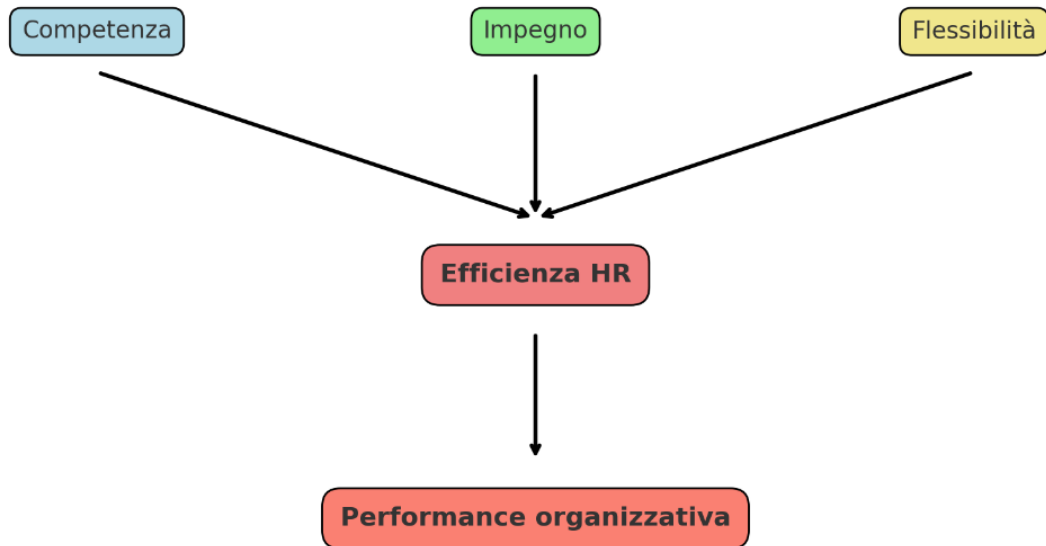 Competenza
Impegno
Flessibilità
Efficienza HR
Performance organizzativa